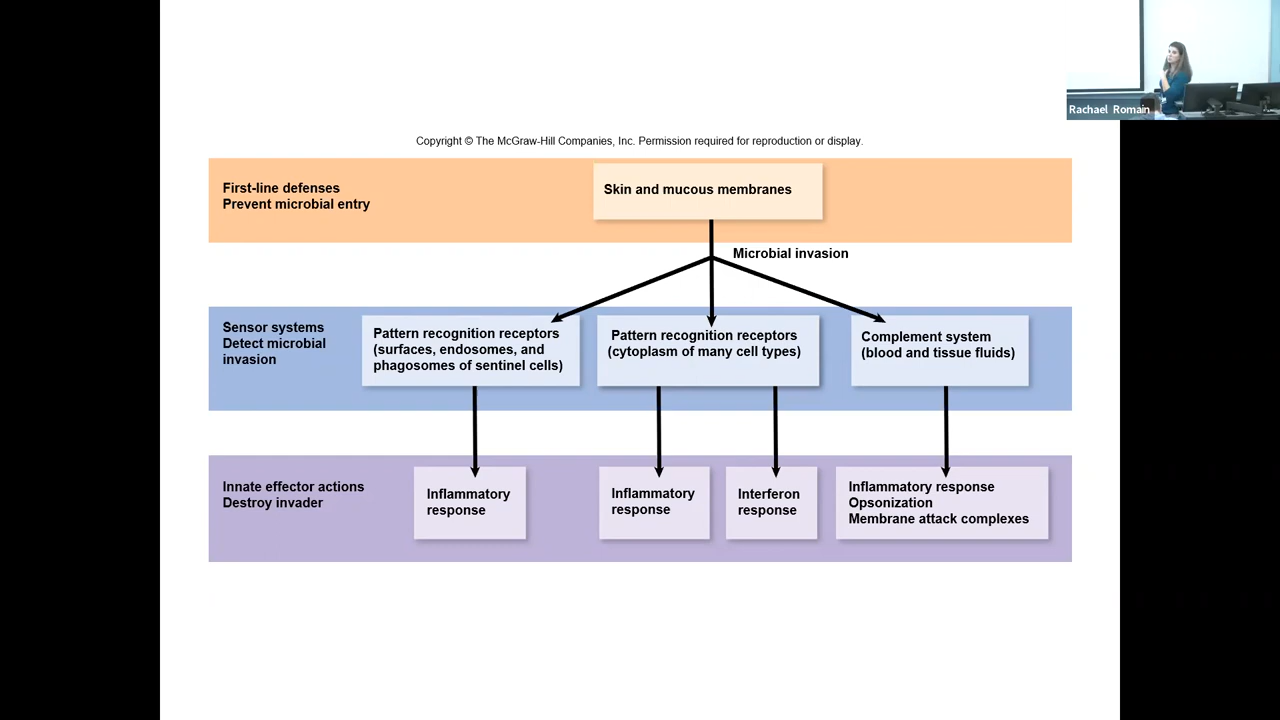 Rachael Romain
Copyright © The McGraw-Hill Companies, Inc. Permission required for reproduction or display.
First-line defenses
Prevent microbial entry
Skin and mucous membranes
Microbial invasion
Sensor systems
Detect microbial
invasion
Pattern recognition receptors
(surfaces, endosomes, and
phagosomes of sentinel cells)
Pattern recognition receptors
(cytoplasm of many cell types)
Complement system
(blood and tissue fluids)
Innate effector actions
Destroy invader
Inflammatory
response
Inflammatory
response
Interferon
response
Inflammatory response
Opsonization
Membrane attack complexes